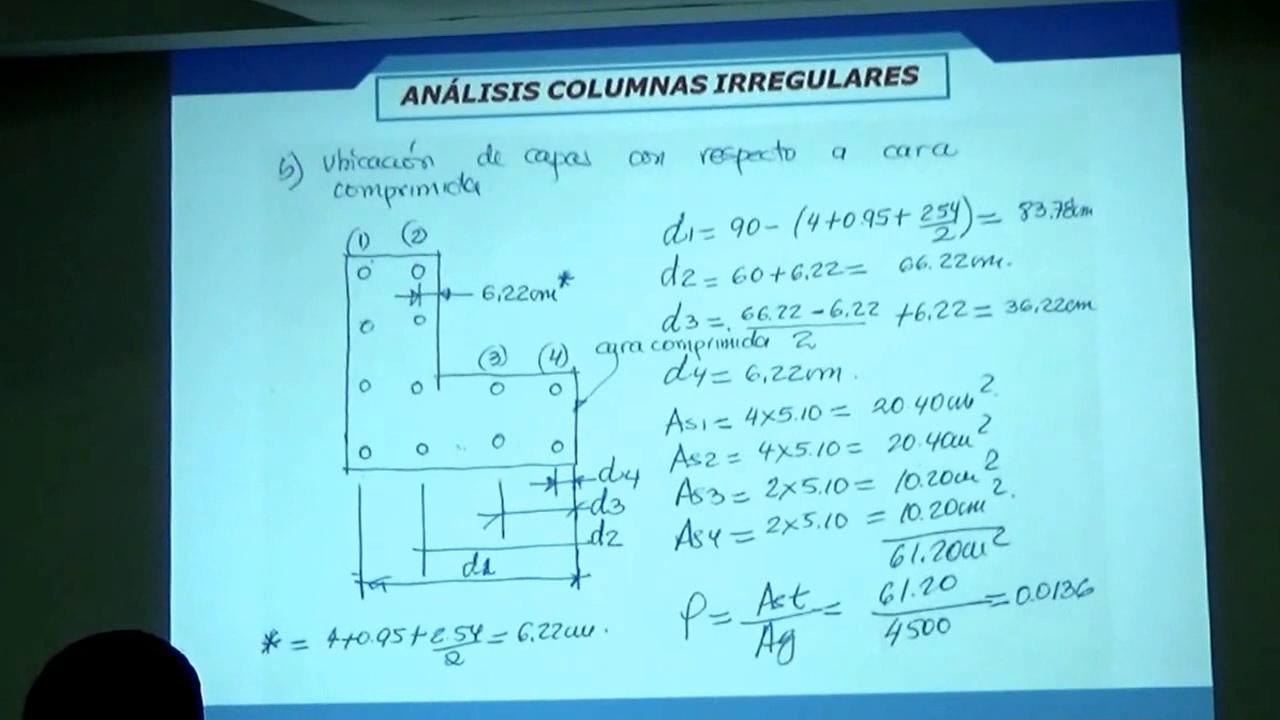 ANÁLISIS COLUMNAS IRREGULARES
b) Ubicación de capas con respecto a cara
comprimida
(1) (2)
6,22cm*
(3) (4)
cara comprimida
d4
d3
d2
d1
* = 4+0.95+2.54/2 = 6,22cm.
d1 = 90 - (4+0.95+254/2) = 83.78cm
d2 = 60+6,22 = 66.22cm.
d3 = 66.22-6.22/2 +6,22 = 36,22cm
d4 = 6,22cm.
As1 = 4x5.10 = 20.40cm2
As2 = 4x5.10 = 20.4cm2
As3 = 2x5.10 = 10.20cm2
As4 = 2x5.10 = 10.20cm2.
61.20cm2
ρ = Ast/Ag = 61.20/4500 = 0.0136